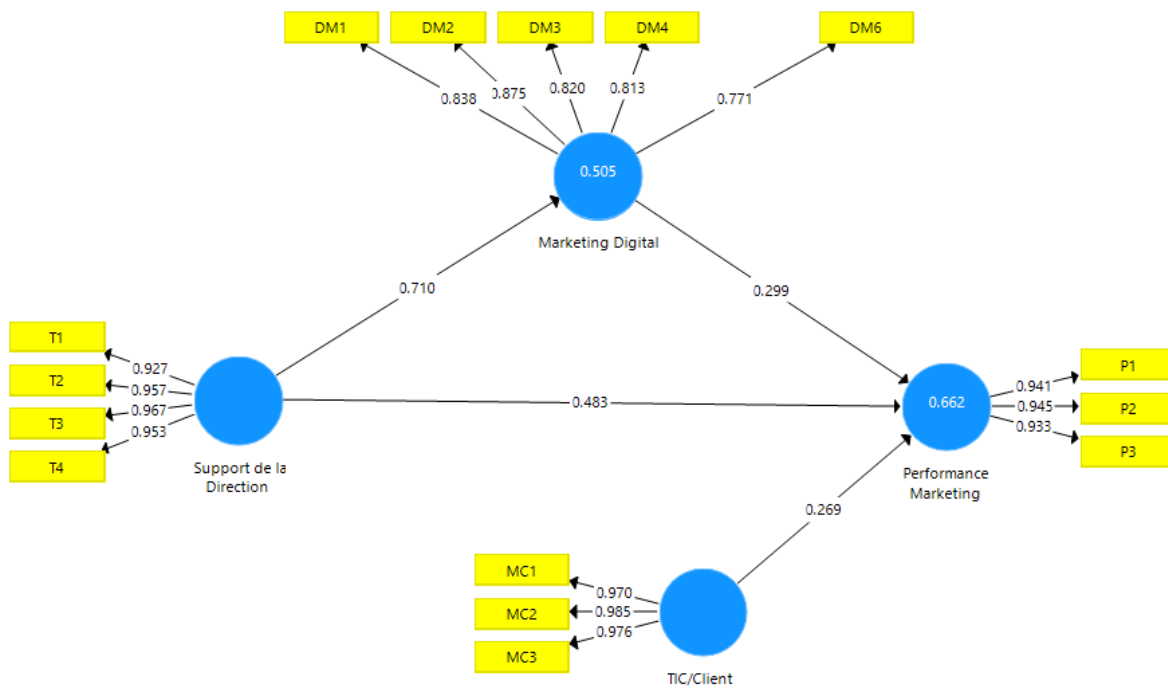 DM1
DM2
DM3
DM4
DM6
0.838
0.875
0.820
0.813
0.771
0.505
Marketing Digital
0.710
0.299
T1
T2
T3
T4
0.927
0.957
0.967
0.953
Support de la
Direction
0.483
0.662
Performance
Marketing
0.941
0.945
0.933
P1
P2
P3
0.269
MC1
MC2
MC3
0.970
0.985
0.976
TIC/Client